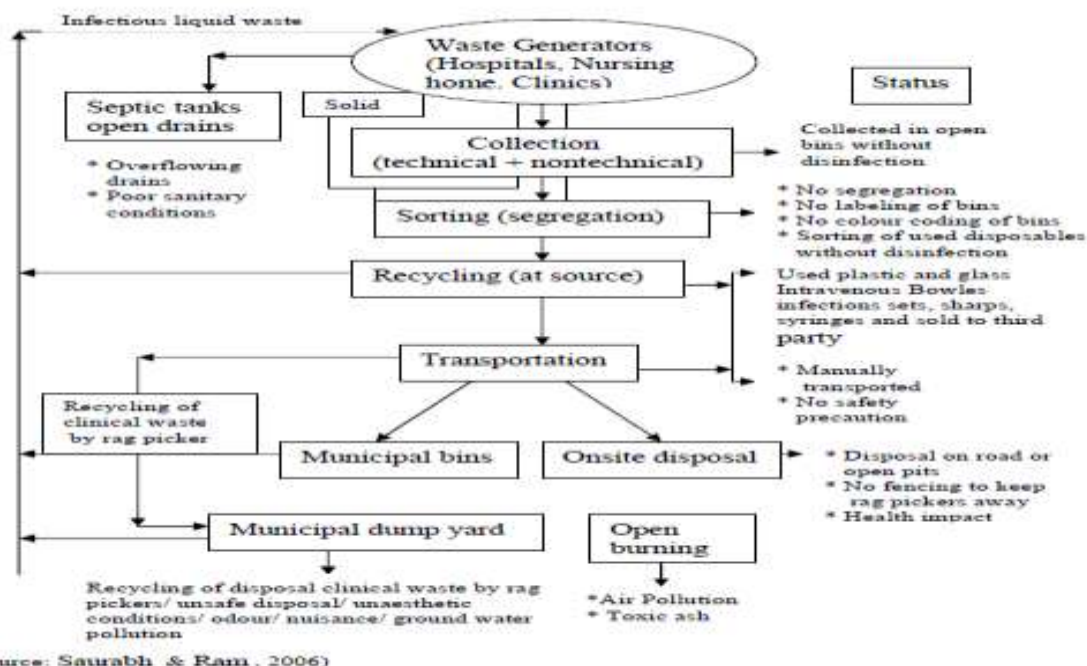 Infectious liquid waste
Waste Generators
(Hospitals, Nursing
home, Clinics)
Status
Septic tanks
open drains
Solid
* Overflowing
drains
* Poor sanitary
conditions
Collection
(technical + nontechnical)
Collected in open
bins without
disinfection
Sorting (segregation)
* No segregation
* No labeling of bins
* No colour coding of bins
* Sorting of used disposables
without disinfection
Recycling (at source)
Used plastic and glass
Intravenous Bowles
infections sets, sharps,
syringes and sold to third
party
Transportation
* Manually
transported
* No safety
precaution
Recycling of
clinical waste
by rag picker
Municipal bins
Onsite disposal
* Disposal on road or
open pits
* No fencing to keep
rag pickers away
* Health impact
Municipal dump yard
Open
burning
Recycling of disposal clinical waste by rag
pickers/ unsafe disposal/ unaesthetic
conditions/ odour/ nuisance/ ground water
pollution
*Air Pollution
* Toxic ash
urce: Saurabh & Ram , 2006)